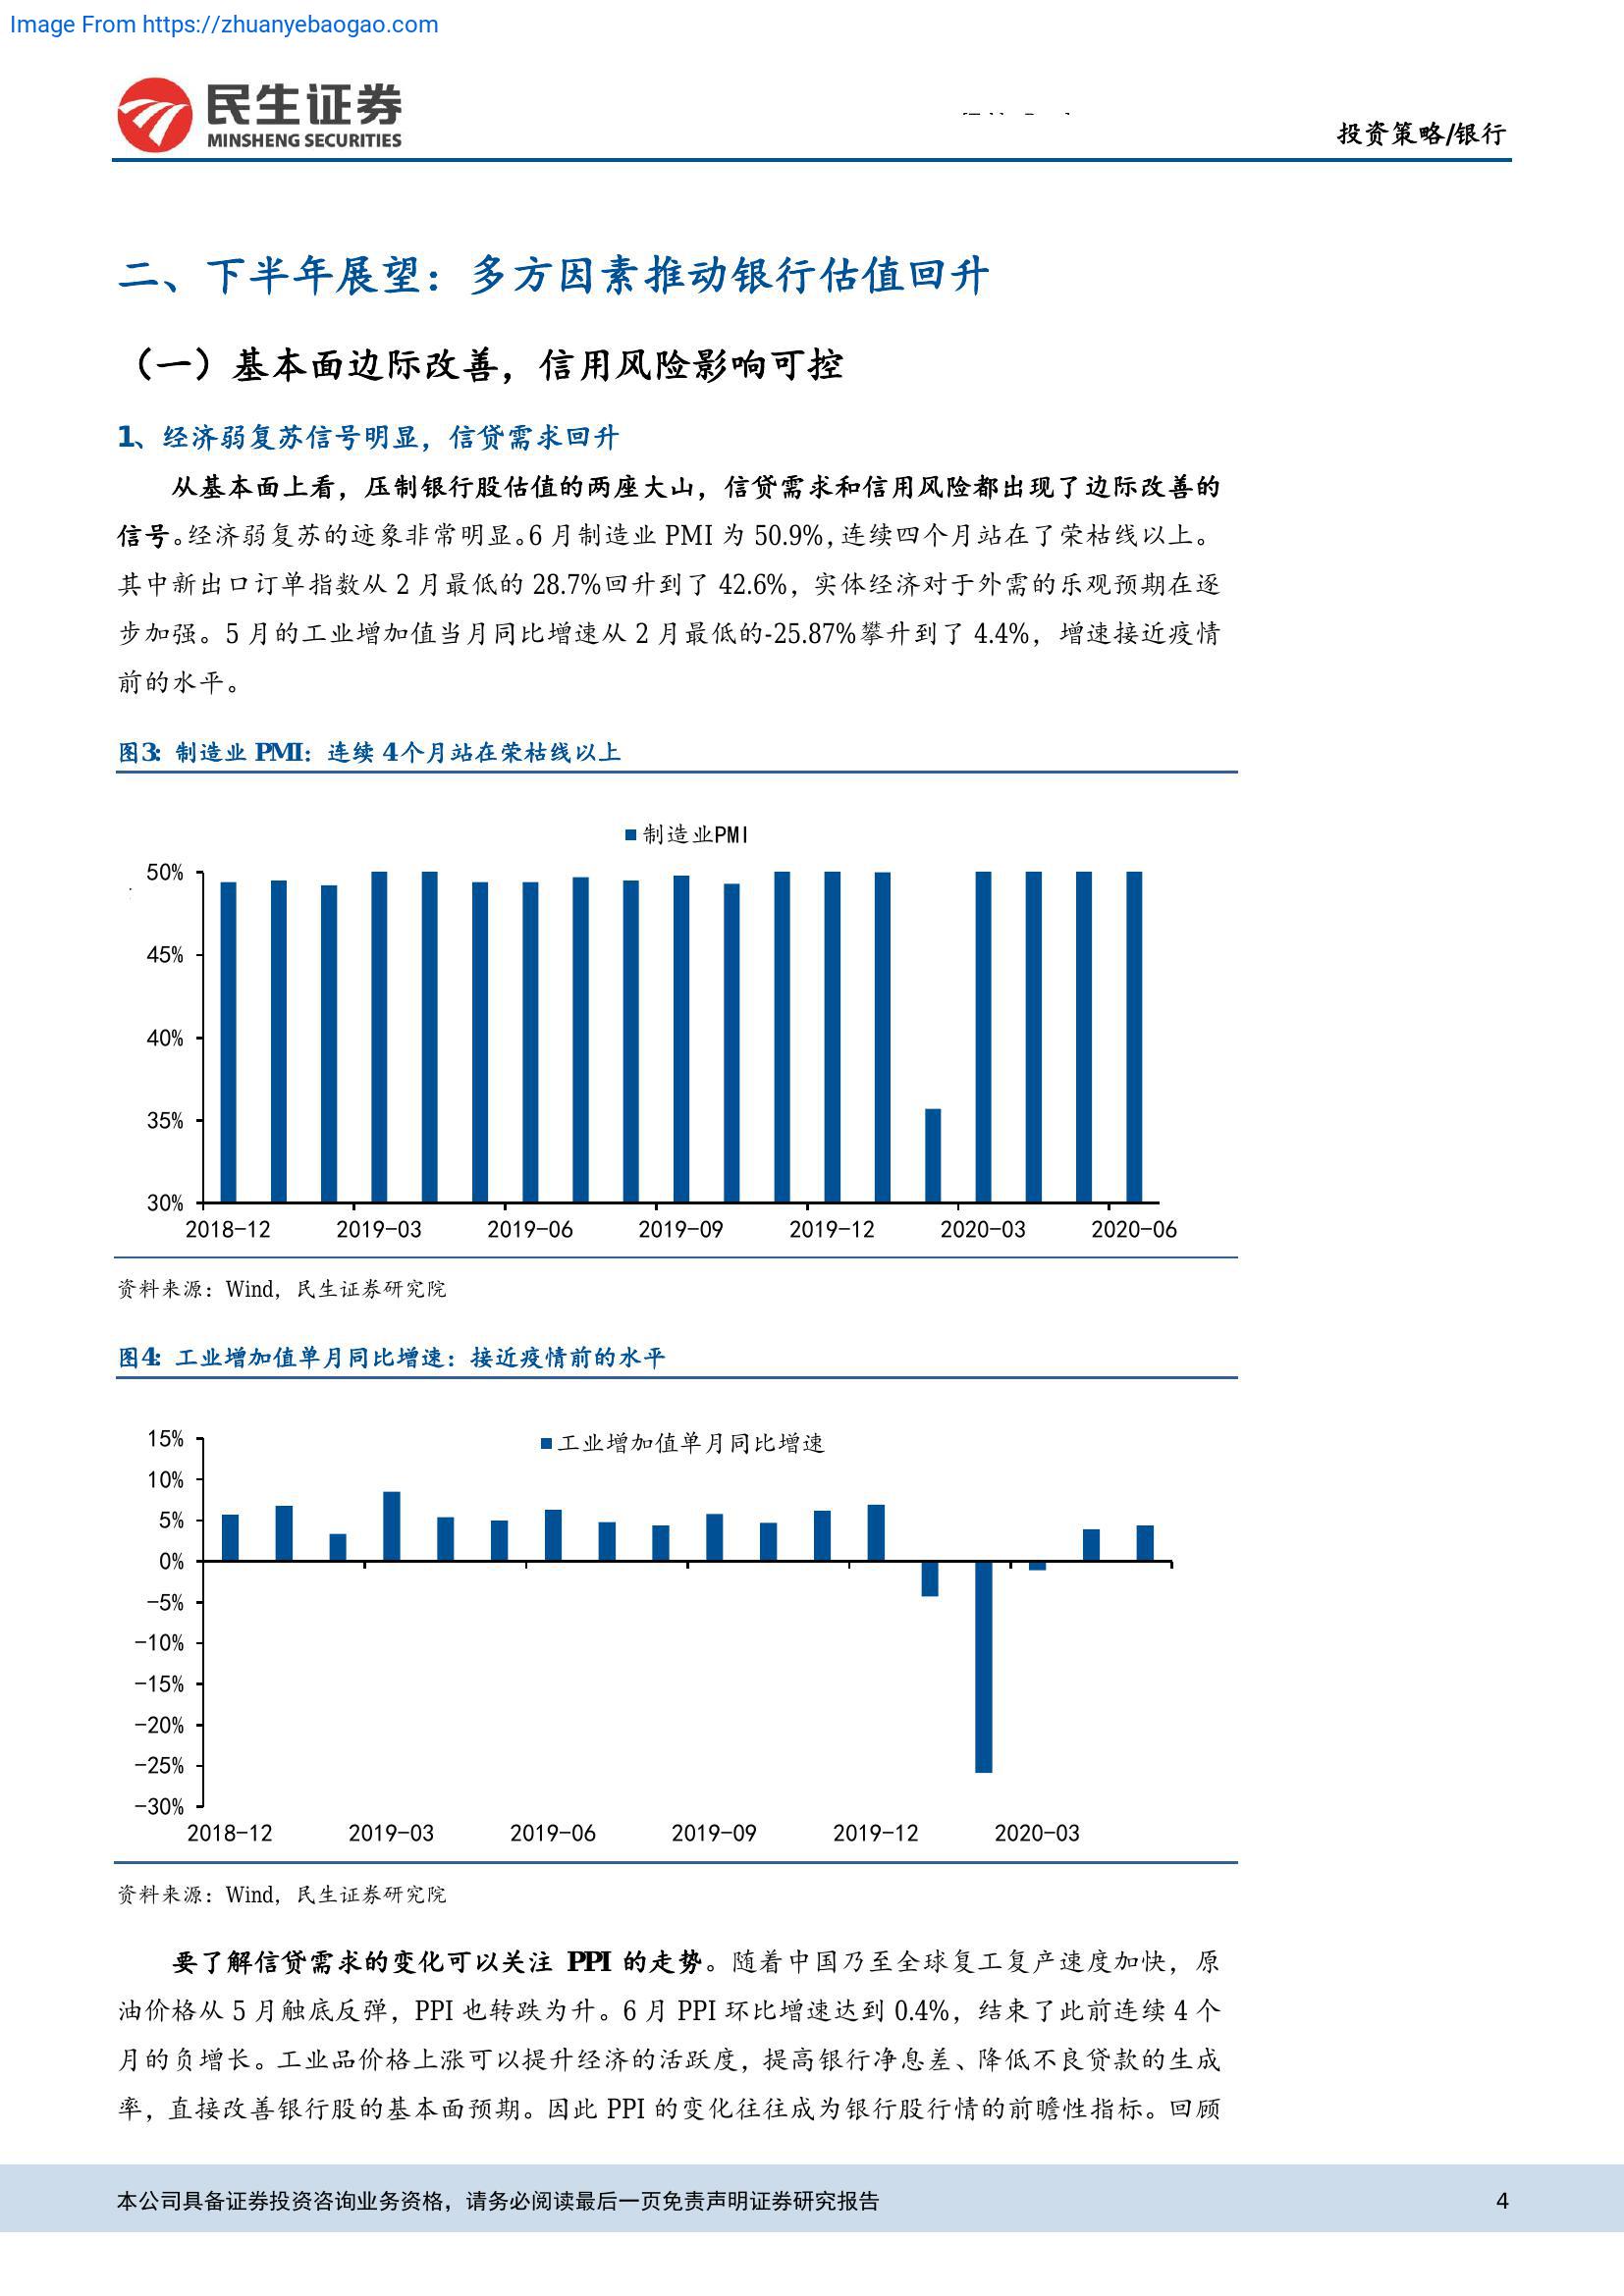 Image From https://zhuanyebaogao.com
民生证券
MINSHENG SECURITIES
投资策略/银行
二、下半年展望：多方因素推动银行估值回升
（一）基本面边际改善，信用风险影响可控
1、经济弱复苏信号明显，信贷需求回升
从基本面上看，压制银行股估值的两座大山，信贷需求和信用风险都出现了边际改善的
信号。经济弱复苏的迹象非常明显。6 月制造业 PMI 为 50.9%，连续四个月站在了荣枯线以上。
其中新出口订单指数从 2 月最低的 28.7%回升到了 42.6%，实体经济对于外需的乐观预期在逐
步加强。5 月的工业增加值当月同比增速从 2 月最低的-25.87%攀升到了 4.4%，增速接近疫情
前的水平。
图3：制造业 PMI：连续 4个月站在荣枯线以上
制造业PMI
50%
45%
40%
35%
30%
2018-12 2019-03 2019-06 2019-09 2019-12 2020-03 2020-06
资料来源：Wind，民生证券研究院
图4：工业增加值单月同比增速：接近疫情前的水平
工业增加值单月同比增速
15%
10%
5%
0%
-5%
-10%
-15%
-20%
-25%
-30%
2018-12 2019-03 2019-06 2019-09 2019-12 2020-03
资料来源：Wind，民生证券研究院
要了解信贷需求的变化可以关注 PPI 的走势。随着中国乃至全球复工复产速度加快，原
油价格从 5 月触底反弹，PPI 也转跌为升。6 月 PPI 环比增速达到 0.4%，结束了此前连续 4 个
月的负增长。工业品价格上涨可以提升经济的活跃度，提高银行净息差、降低不良贷款的生成
率，直接改善银行股的基本面预期。因此 PPI 的变化往往成为银行股行情的前瞻性指标。回顾
本公司具备证券投资咨询业务资格，请务必阅读最后一页免责声明证券研究报告 4